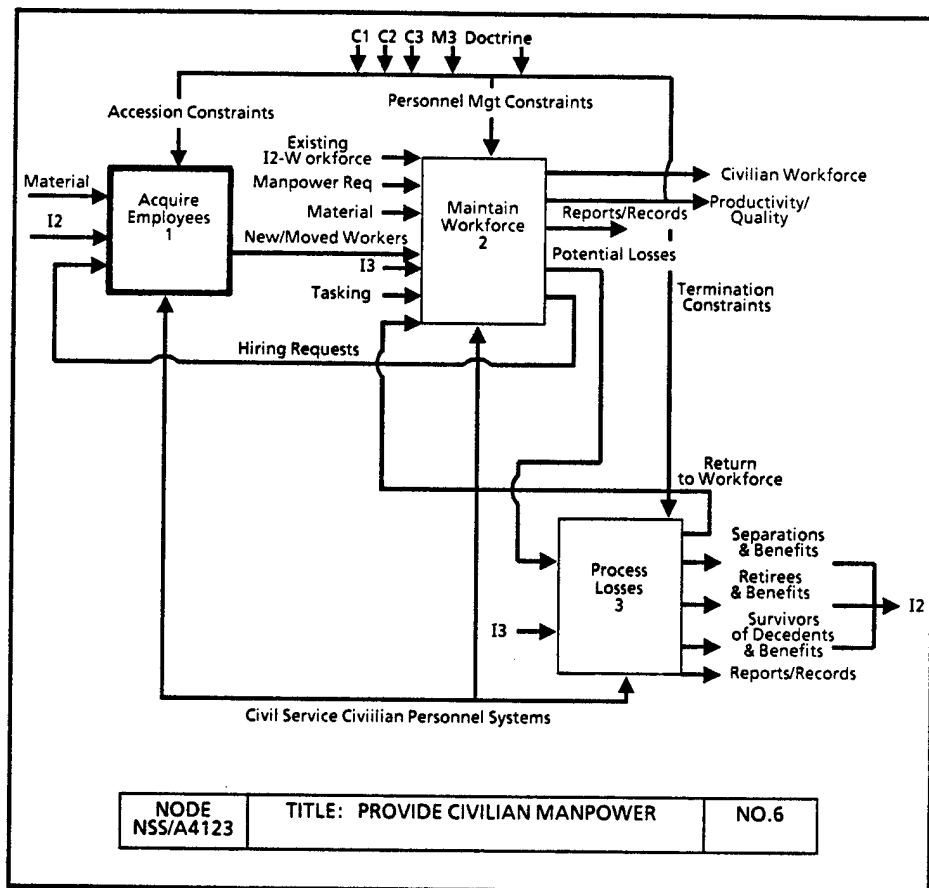 C1 C2 C3 M3 Doctrine
Accession Constraints
Personnel Mgt Constraints
Existing
I2-W orkforce
Manpower Req
Material
New/Moved Workers
I3
Tasking
Material
I2
Acquire
Employees
1
Maintain
Workforce
2
Civilian Workforce
Productivity/
Quality
Reports/Records
Potential Losses
Termination
Constraints
Hiring Requests
Return
to Workforce
Process
Losses
3
I3
Separations
& Benefits
Retirees
& Benefits
Survivors
of Decedents
& Benefits
I2
Reports/Records
Civil Service Civiilian Personnel Systems
NODE
NSS/A4123
TITLE: PROVIDE CIVILIAN MANPOWER
NO.6